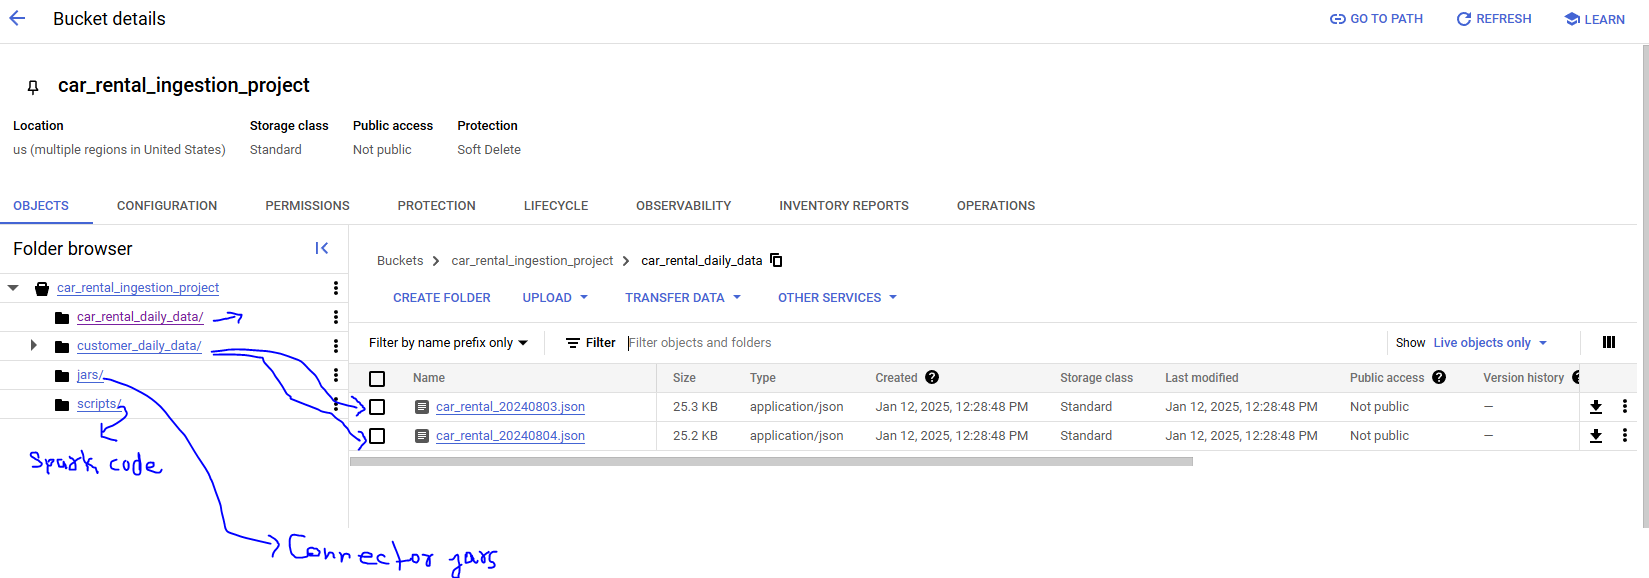 Bucket details
GO TO PATH
REFRESH
LEARN
car_rental_ingestion_project
Location
Storage class
Public access
Protection
us (multiple regions in United States)
Standard
Not public
Soft Delete
OBJECTS
CONFIGURATION
PERMISSIONS
PROTECTION
LIFECYCLE
OBSERVABILITY
INVENTORY REPORTS
OPERATIONS
Folder browser
car_rental_ingestion_project
car_rental_daily_data/
customer_daily_data/
jars/
scripts/
Spark code
Connector jars
Buckets > car_rental_ingestion_project > car_rental_daily_data
CREATE FOLDER
UPLOAD
TRANSFER DATA
OTHER SERVICES
Filter by name prefix only
Filter
Filter objects and folders
Show Live objects only
Name Size Type Created Storage class Last modified Public access Version history
car_rental_20240803.json 25.3 KB application/json Jan 12, 2025, 12:28:48 PM Standard Jan 12, 2025, 12:28:48 PM Not public —
car_rental_20240804.json 25.2 KB application/json Jan 12, 2025, 12:28:48 PM Standard Jan 12, 2025, 12:28:48 PM Not public —